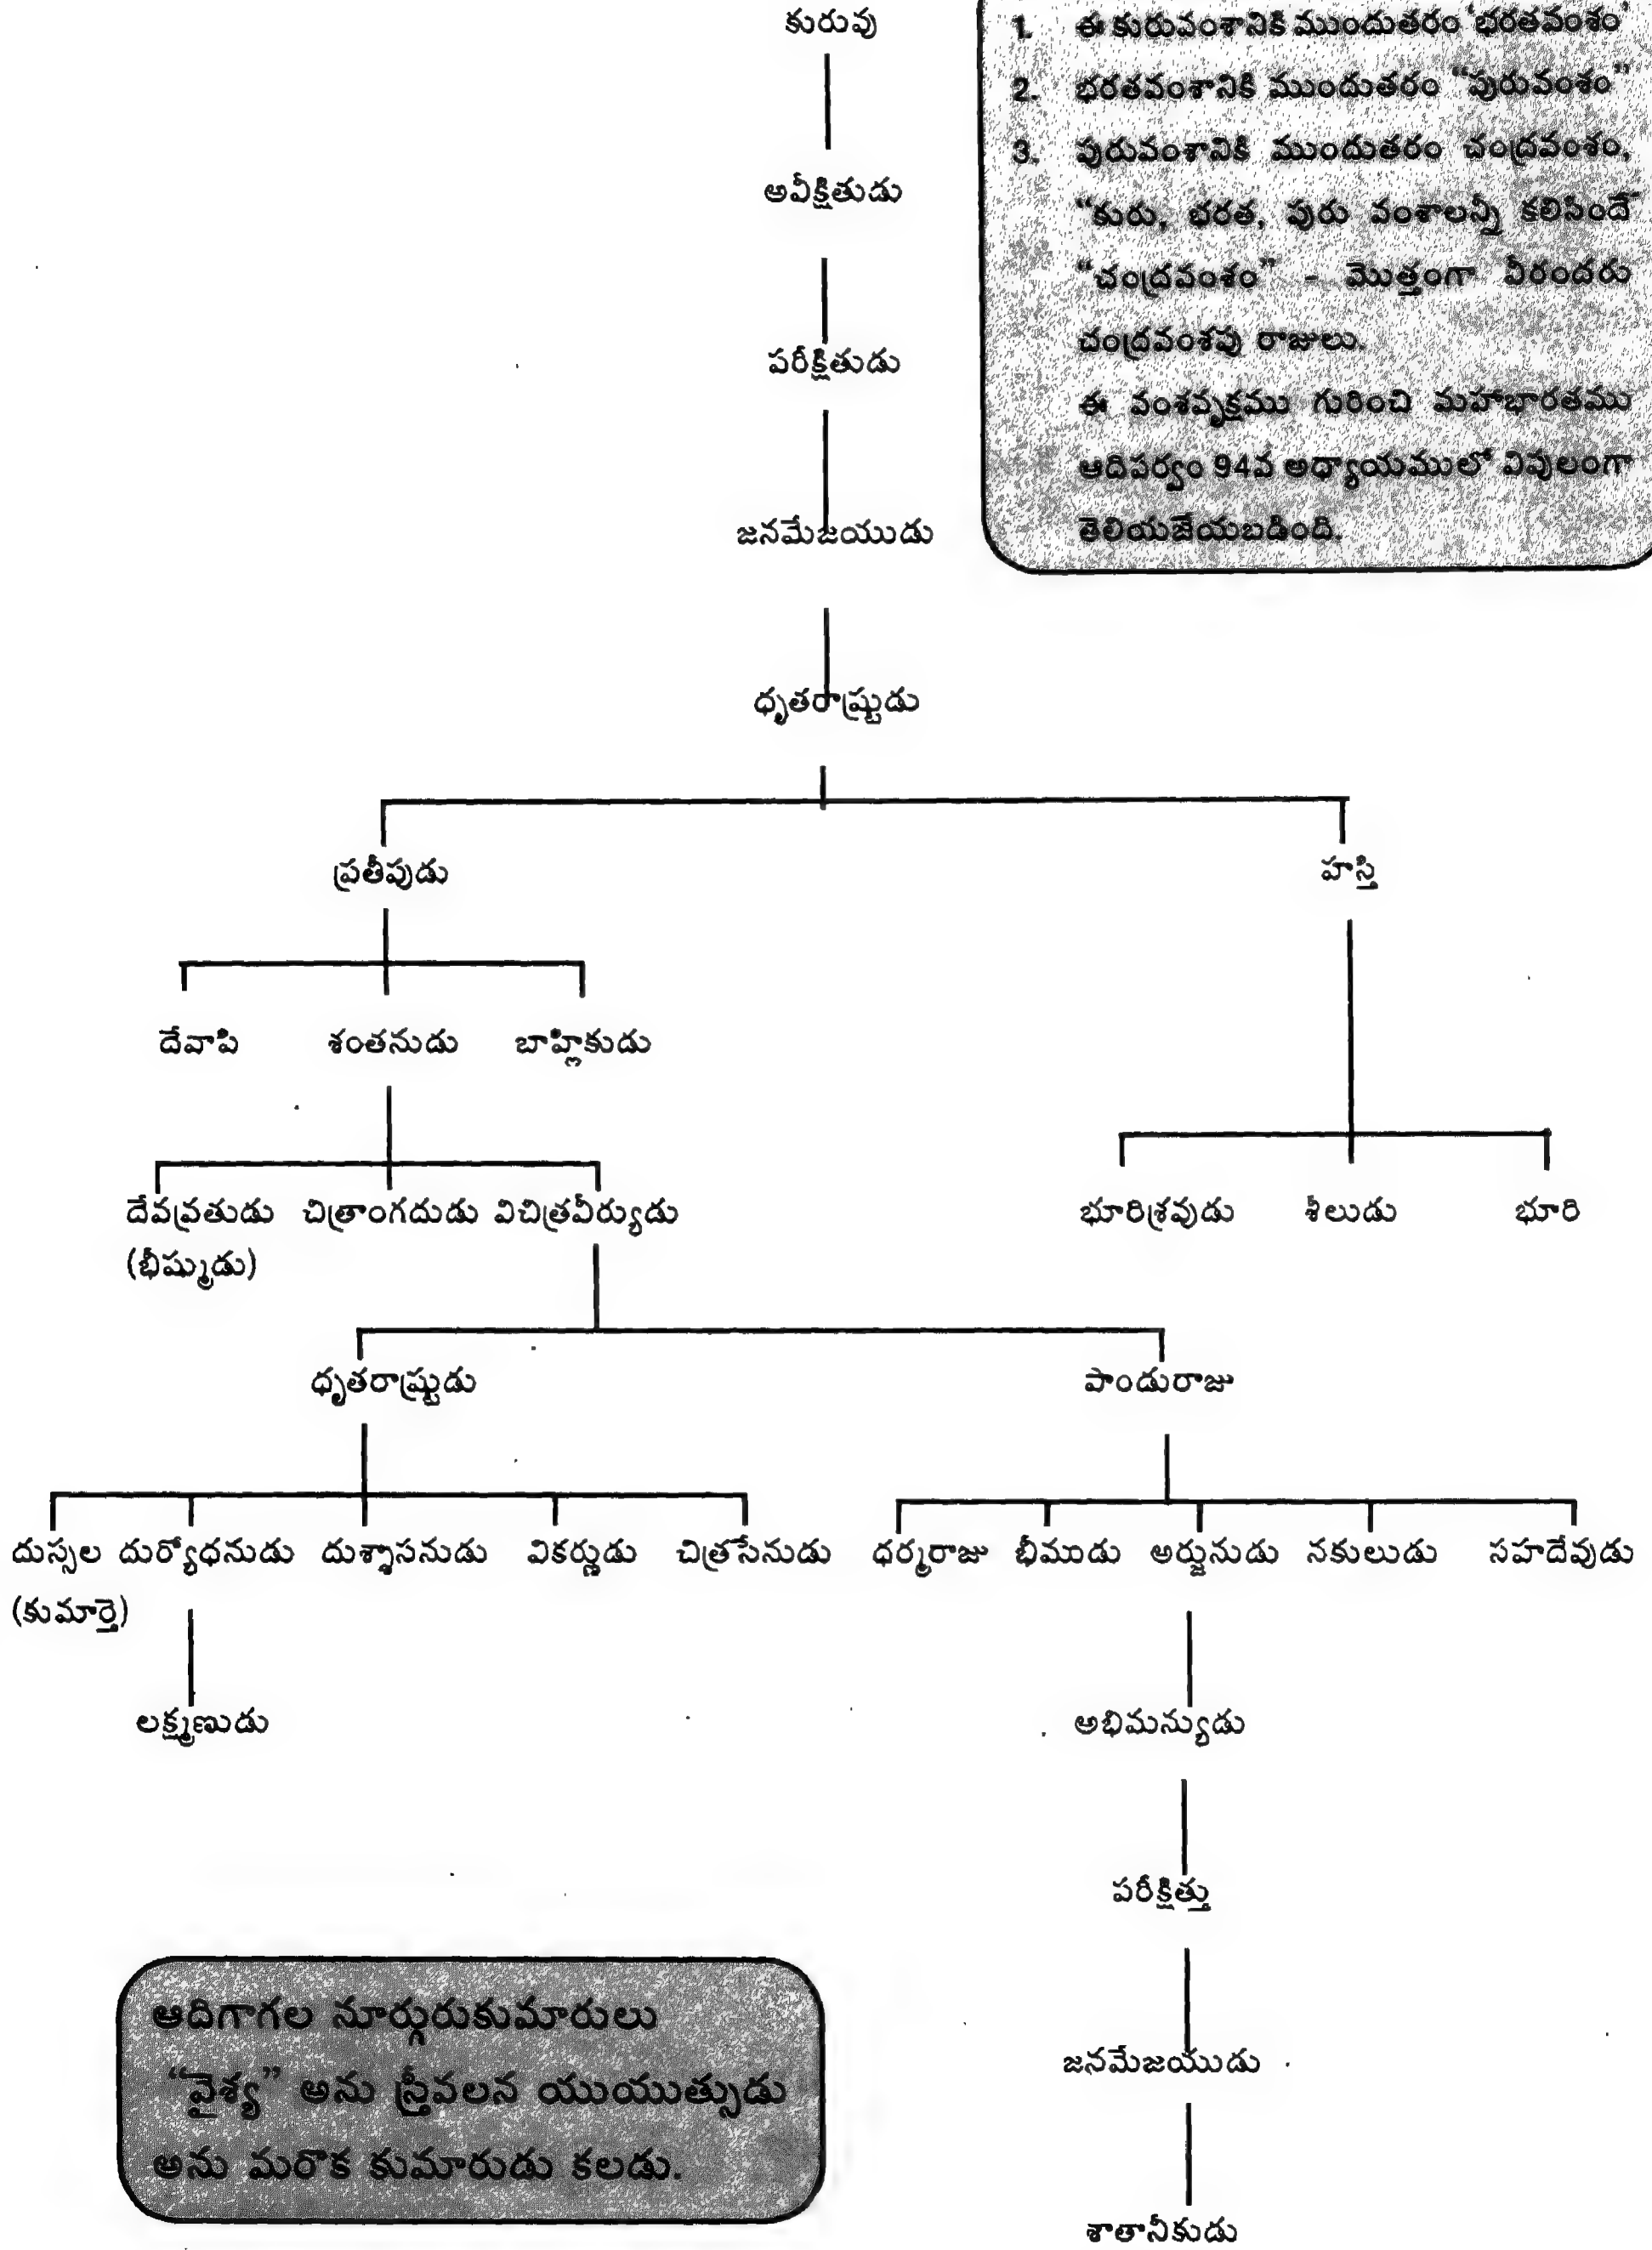 కురువు
1. ఈ కురువంశానికి ముందుతరం 'భరతవంశం'
2. భరతవంశానికి ముందుతరం "పురువంశం"
3. పురువంశానికి ముందుతరం చంద్రవంశం,
"కురు, భరత, పురు వంశాలన్నీ కలిసిందే
"చంద్రవంశం" - మొత్తంగా వీరందరు
చంద్రవంశపు రాజులు.
ఈ వంశవృక్షము గురించి మహాభారతము
ఆదిపర్వం 94వ అధ్యాయములో విపులంగా
తెలియజేయబడింది.
అవీక్షితుడు
పరీక్షితుడు
జనమేజయుడు
ధృతరాష్ట్రుడు
ప్రతీపుడు హస్తి
దేవాపి శంతనుడు బాహ్లికుడు
దేవవ్రతుడు చిత్రాంగదుడు విచిత్రవీర్యుడు భూరిశ్రవుడు శీలుడు భూరి
(భీష్ముడు)
ధృతరాష్ట్రుడు పాండురాజు
దుస్సల దుర్యోధనుడు దుశ్శాసనుడు వికర్ణుడు చిత్రసేనుడు ధర్మరాజు భీముడు అర్జునుడు నకులుడు సహదేవుడు
(కుమార్తె)
లక్ష్మణుడు అభిమన్యుడు
పరీక్షిత్తు
ఆదిగాగల నూర్గురుకుమారులు
"వైశ్య" అను స్త్రీవలన యుయుత్సుడు
అను మరొక కుమారుడు కలడు.
జనమేజయుడు
శాతానీకుడు